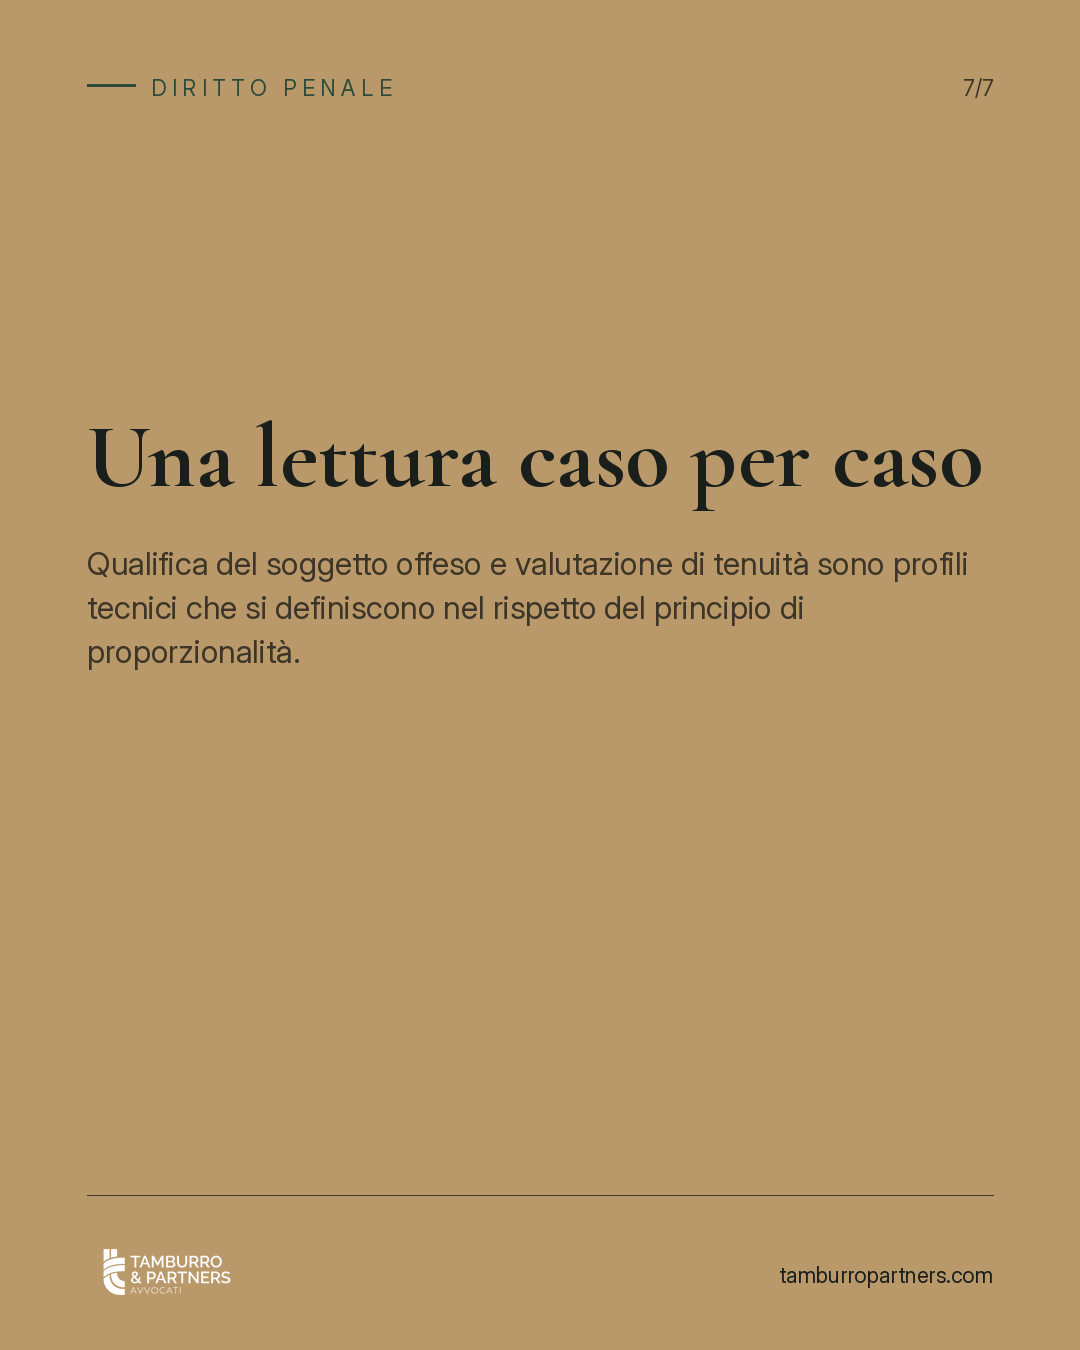 DIRITTO PENALE
7/7
Una lettura caso per caso
Qualifica del soggetto offeso e valutazione di tenuità sono profili
tecnici che si definiscono nel rispetto del principio di
proporzionalità.
TAMBURRO
& PARTNERS
AVVOCATI
tamburropartners.com